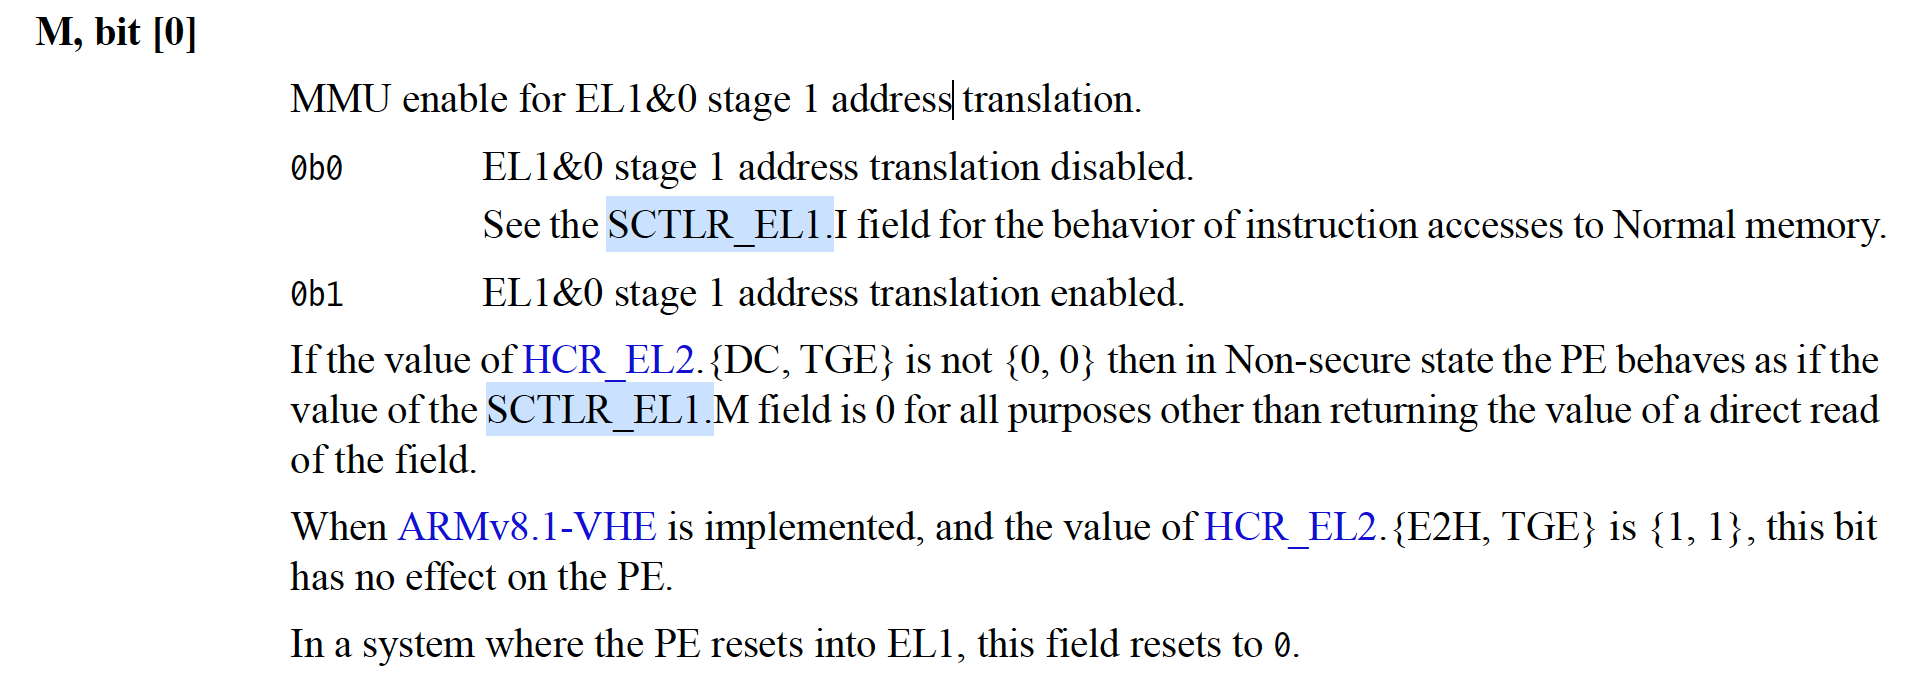 M, bit [0]
MMU enable for EL1&0 stage 1 address translation.
0b0 EL1&0 stage 1 address translation disabled.
See the SCTLR_EL1.I field for the behavior of instruction accesses to Normal memory.
0b1 EL1&0 stage 1 address translation enabled.
If the value of HCR_EL2.{DC, TGE} is not {0, 0} then in Non-secure state the PE behaves as if the
value of the SCTLR_EL1.M field is 0 for all purposes other than returning the value of a direct read
of the field.
When ARMv8.1-VHE is implemented, and the value of HCR_EL2.{E2H, TGE} is {1, 1}, this bit
has no effect on the PE.
In a system where the PE resets into EL1, this field resets to 0.